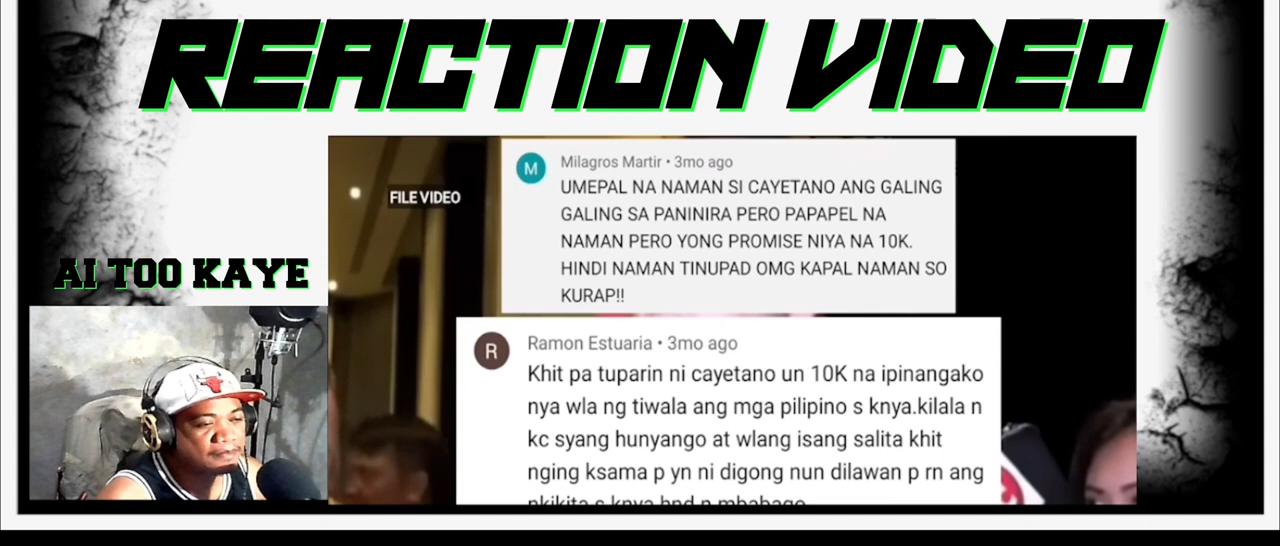 REACTION VIDEO
FILE VIDEO
M
Milagros Martir • 3mo ago
UMEPAL NA NAMAN SI CAYETANO ANG GALING
GALING SA PANINIRA PERO PAPAPEL NA
NAMAN PERO YONG PROMISE NIYA NA 10K.
HINDI NAMAN TINUPAD OMG KAPAL NAMAN SO
KURAP!!
AI TOO KAYE
R
Ramon Estuaria • 3mo ago
Khit pa tuparin ni cayetano un 10K na ipinangako
nya wla ng tiwala ang mga pilipino s knya.kilala n
kc syang hunyango at wlang isang salita khit
nging ksama p yn ni digong nun dilawan p rn ang
nkikita s knya hnd n mbabago